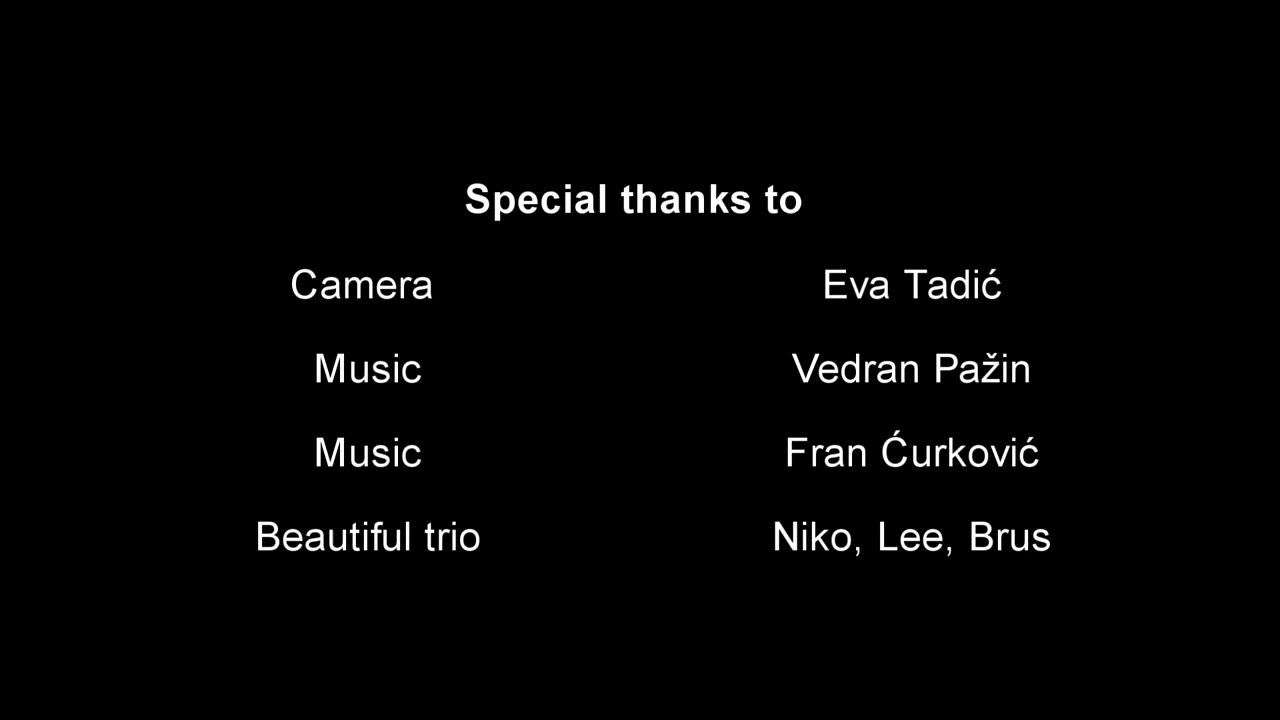 Special thanks to
Camera Eva Tadić
Music Vedran Pažin
Music Fran Ćurković
Beautiful trio Niko, Lee, Brus